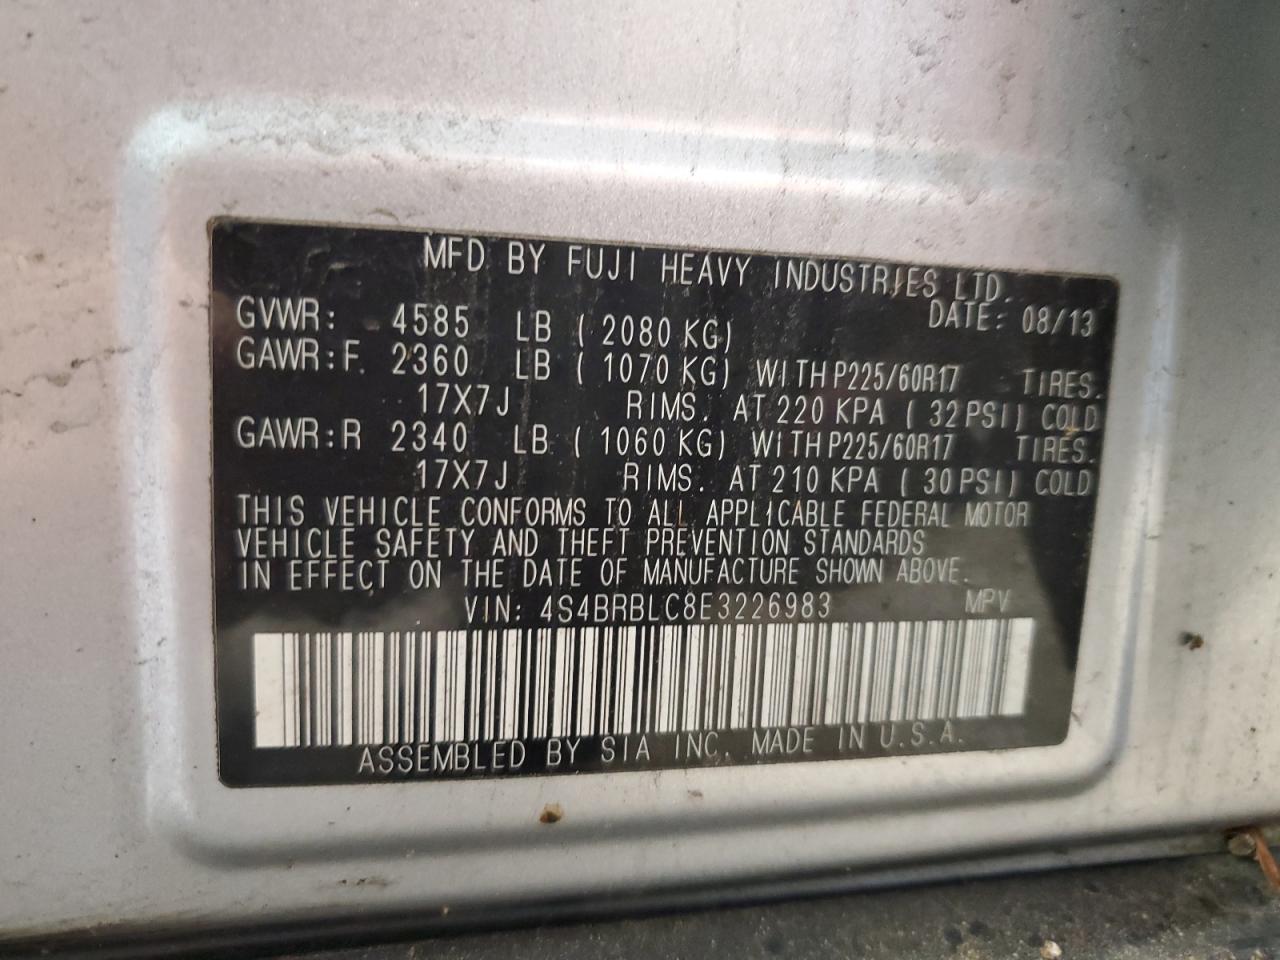 MFD BY FUJI HEAVY INDUSTRIES LTD.
DATE: 08/13
GVWR: 4585 LB ( 2080 KG)
GAWR:F. 2360 LB ( 1070 KG) WITH P225/60R17 TIRES.
17X7J RIMS. AT 220 KPA ( 32 PSI) COLD
GAWR:R 2340 LB ( 1060 KG) WITH P225/60R17 TIRES.
17X7J RIMS. AT 210 KPA ( 30 PSI) COLD
THIS VEHICLE CONFORMS TO ALL APPLICABLE FEDERAL MOTOR
VEHICLE SAFETY AND THEFT PREVENTION STANDARDS
IN EFFECT ON THE DATE OF MANUFACTURE SHOWN ABOVE.
VIN: 4S4BRBLC8E3226983 MPV
ASSEMBLED BY SIA INC. MADE IN U.S.A.